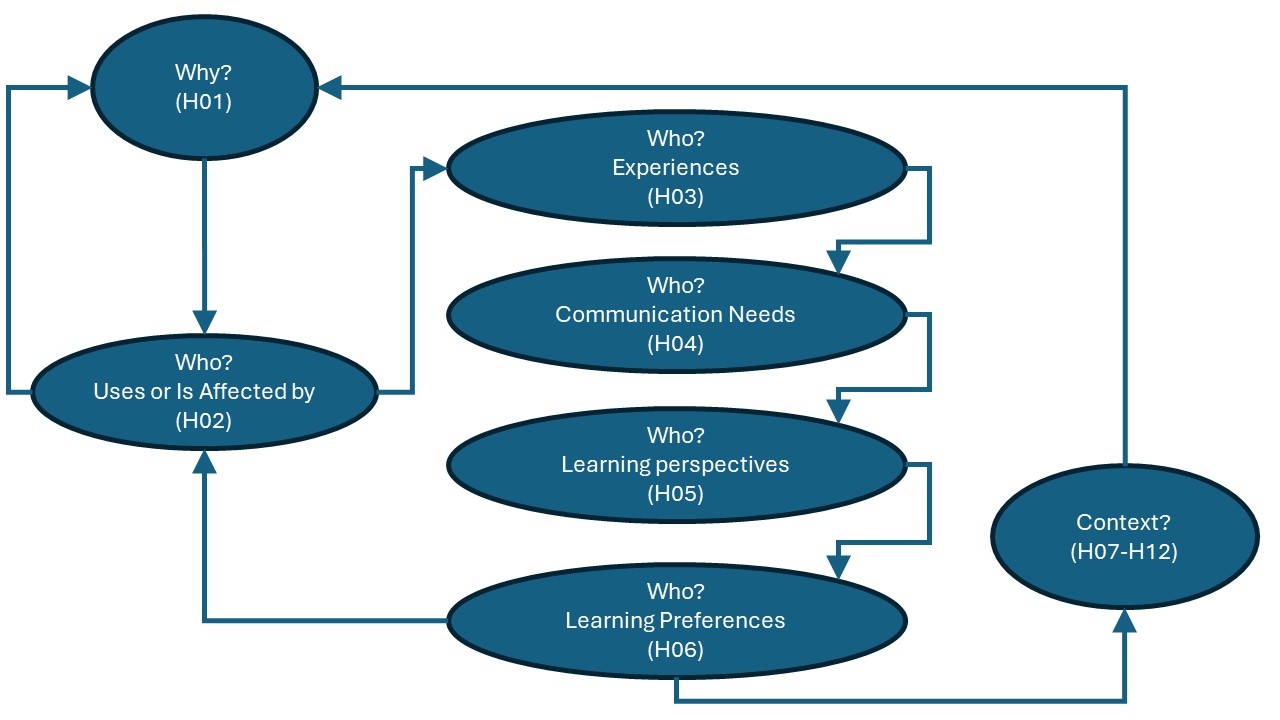 Why?
(H01)
Who?
Experiences
(H03)
Who?
Communication Needs
(H04)
Who?
Uses or Is Affected by
(H02)
Who?
Learning perspectives
(H05)
Context?
(H07-H12)
Who?
Learning Preferences
(H06)